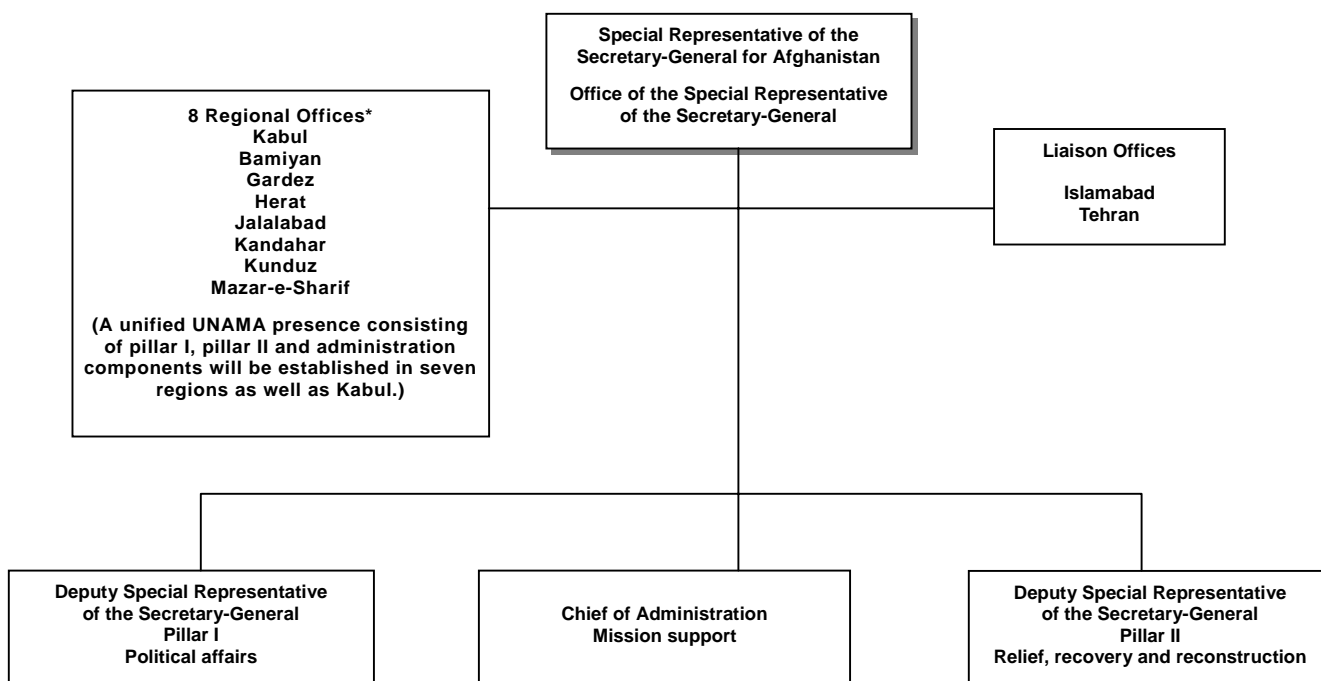 Special Representative of the
Secretary-General for Afghanistan
Office of the Special Representative
of the Secretary-General
8 Regional Offices*
Kabul
Bamiyan
Gardez
Herat
Jalalabad
Kandahar
Kunduz
Mazar-e-Sharif
(A unified UNAMA presence consisting
of pillar I, pillar II and administration
components will be established in seven
regions as well as Kabul.)
Liaison Offices
Islamabad
Tehran
Deputy Special Representative
of the Secretary-General
Pillar I
Political affairs
Chief of Administration
Mission support
Deputy Special Representative
of the Secretary-General
Pillar II
Relief, recovery and reconstruction